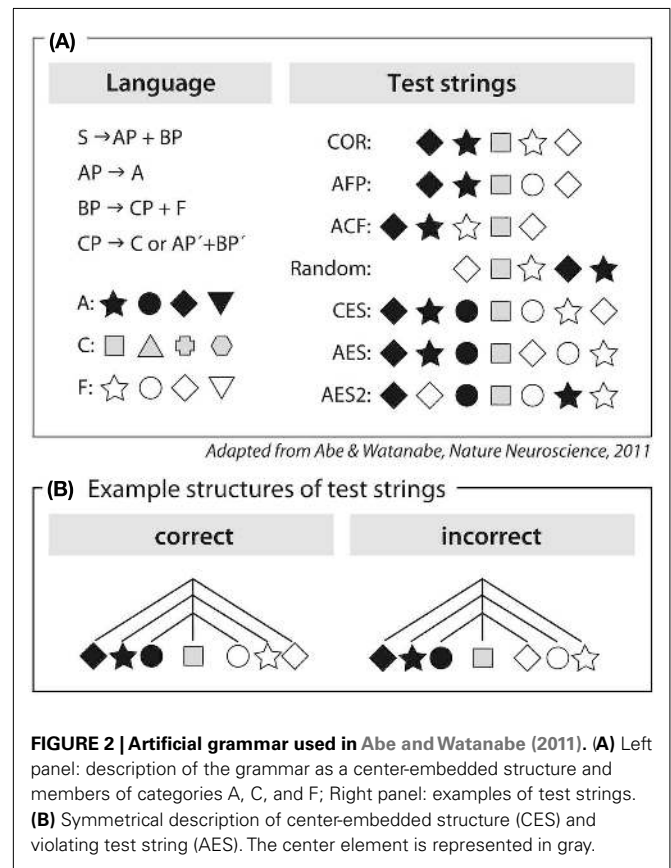 (A)
Language
S → AP + BP
AP → A
BP → CP + F
CP → C or AP´+BP´
A:
C:
F:
Test strings
COR:
AFP:
ACF:
Random:
CES:
AES:
AES2:
Adapted from Abe & Watanabe, Nature Neuroscience, 2011
(B) Example structures of test strings
correct
incorrect
FIGURE 2 | Artificial grammar used in Abe and Watanabe (2011). (A) Left
panel: description of the grammar as a center-embedded structure and
members of categories A, C, and F; Right panel: examples of test strings.
(B) Symmetrical description of center-embedded structure (CES) and
violating test string (AES). The center element is represented in gray.